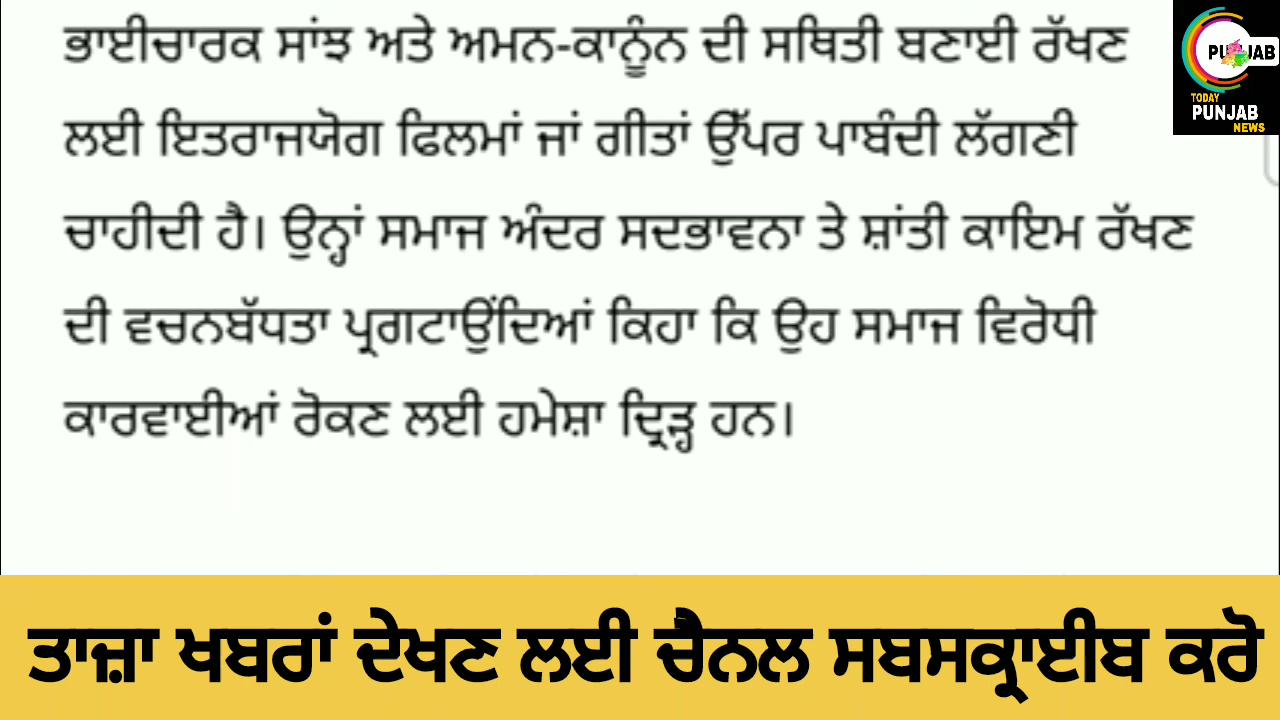 ਭਾਈਚਾਰਕ ਸਾਂਝ ਅਤੇ ਅਮਨ-ਕਾਨੂੰਨ ਦੀ ਸਥਿਤੀ ਬਣਾਈ ਰੱਖਣ
ਲਈ ਇਤਰਾਜਯੋਗ ਫਿਲਮਾਂ ਜਾਂ ਗੀਤਾਂ ਉੱਪਰ ਪਾਬੰਦੀ ਲੱਗਣੀ
ਚਾਹੀਦੀ ਹੈ। ਉਨ੍ਹਾਂ ਸਮਾਜ ਅੰਦਰ ਸਦਭਾਵਨਾ ਤੇ ਸ਼ਾਂਤੀ ਕਾਇਮ ਰੱਖਣ
ਦੀ ਵਚਨਬੱਧਤਾ ਪ੍ਰਗਟਾਉਂਦਿਆਂ ਕਿਹਾ ਕਿ ਉਹ ਸਮਾਜ ਵਿਰੋਧੀ
ਕਾਰਵਾਈਆਂ ਰੋਕਣ ਲਈ ਹਮੇਸ਼ਾ ਦ੍ਰਿੜ੍ਹ ਹਨ।
PUNJAB
TODAY
PUNJAB
NEWS
ਤਾਜ਼ਾ ਖਬਰਾਂ ਦੇਖਣ ਲਈ ਚੈਨਲ ਸਬਸਕ੍ਰਾਈਬ ਕਰੋ